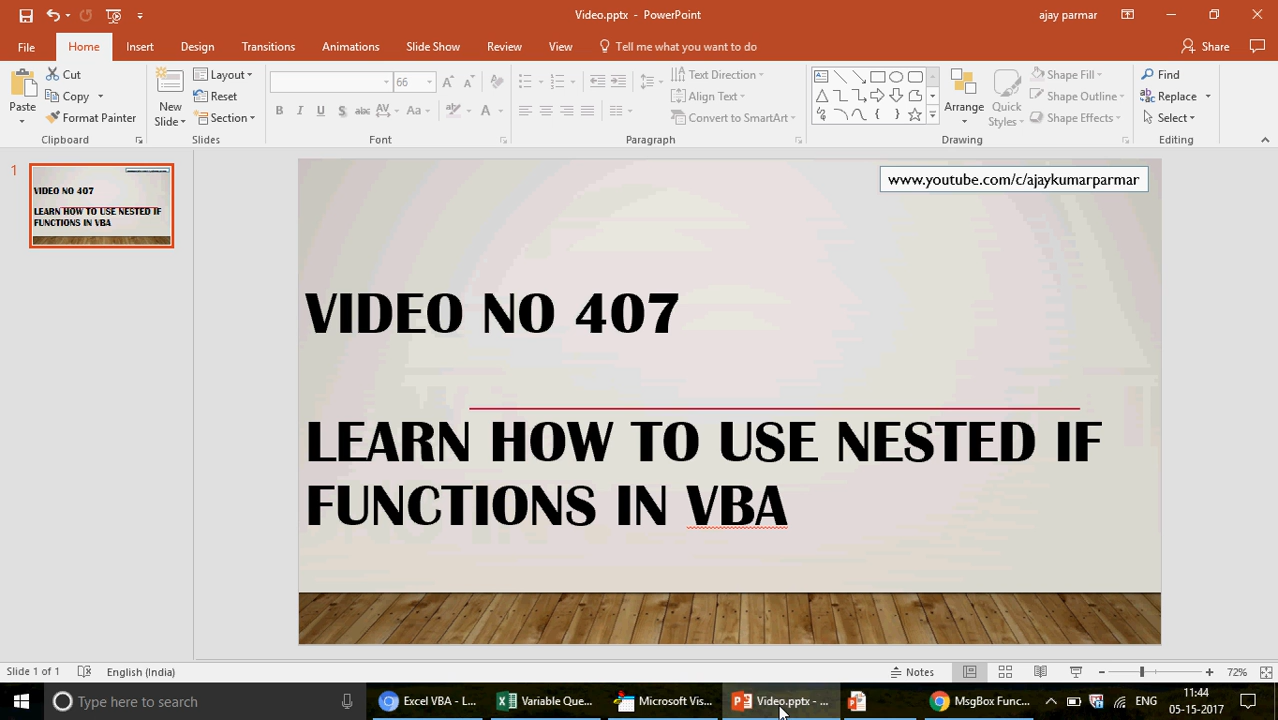 Video.pptx - PowerPoint
ajay parmar
File Home Insert Design Transitions Animations Slide Show Review View Tell me what you want to do Share
Cut
Copy
Format Painter
Paste
Clipboard
New Slide
Layout
Reset
Section
Slides
66
B I U S abc AV Aa A
Font
Text Direction
Align Text
Convert to SmartArt
Paragraph
Arrange
Quick Styles
Shape Fill
Shape Outline
Shape Effects
Drawing
Find
Replace
Select
Editing
1
VIDEO NO 407
LEARN HOW TO USE NESTED IF
FUNCTIONS IN VBA
www.youtube.com/c/ajaykumarparmar
VIDEO NO 407
LEARN HOW TO USE NESTED IF
FUNCTIONS IN VBA
Slide 1 of 1 English (India) Notes 72%
Type here to search
Excel VBA - L...
Variable Que...
Microsoft Vis...
Video.pptx - ...
MsgBox Func...
ENG
11:44
05-15-2017